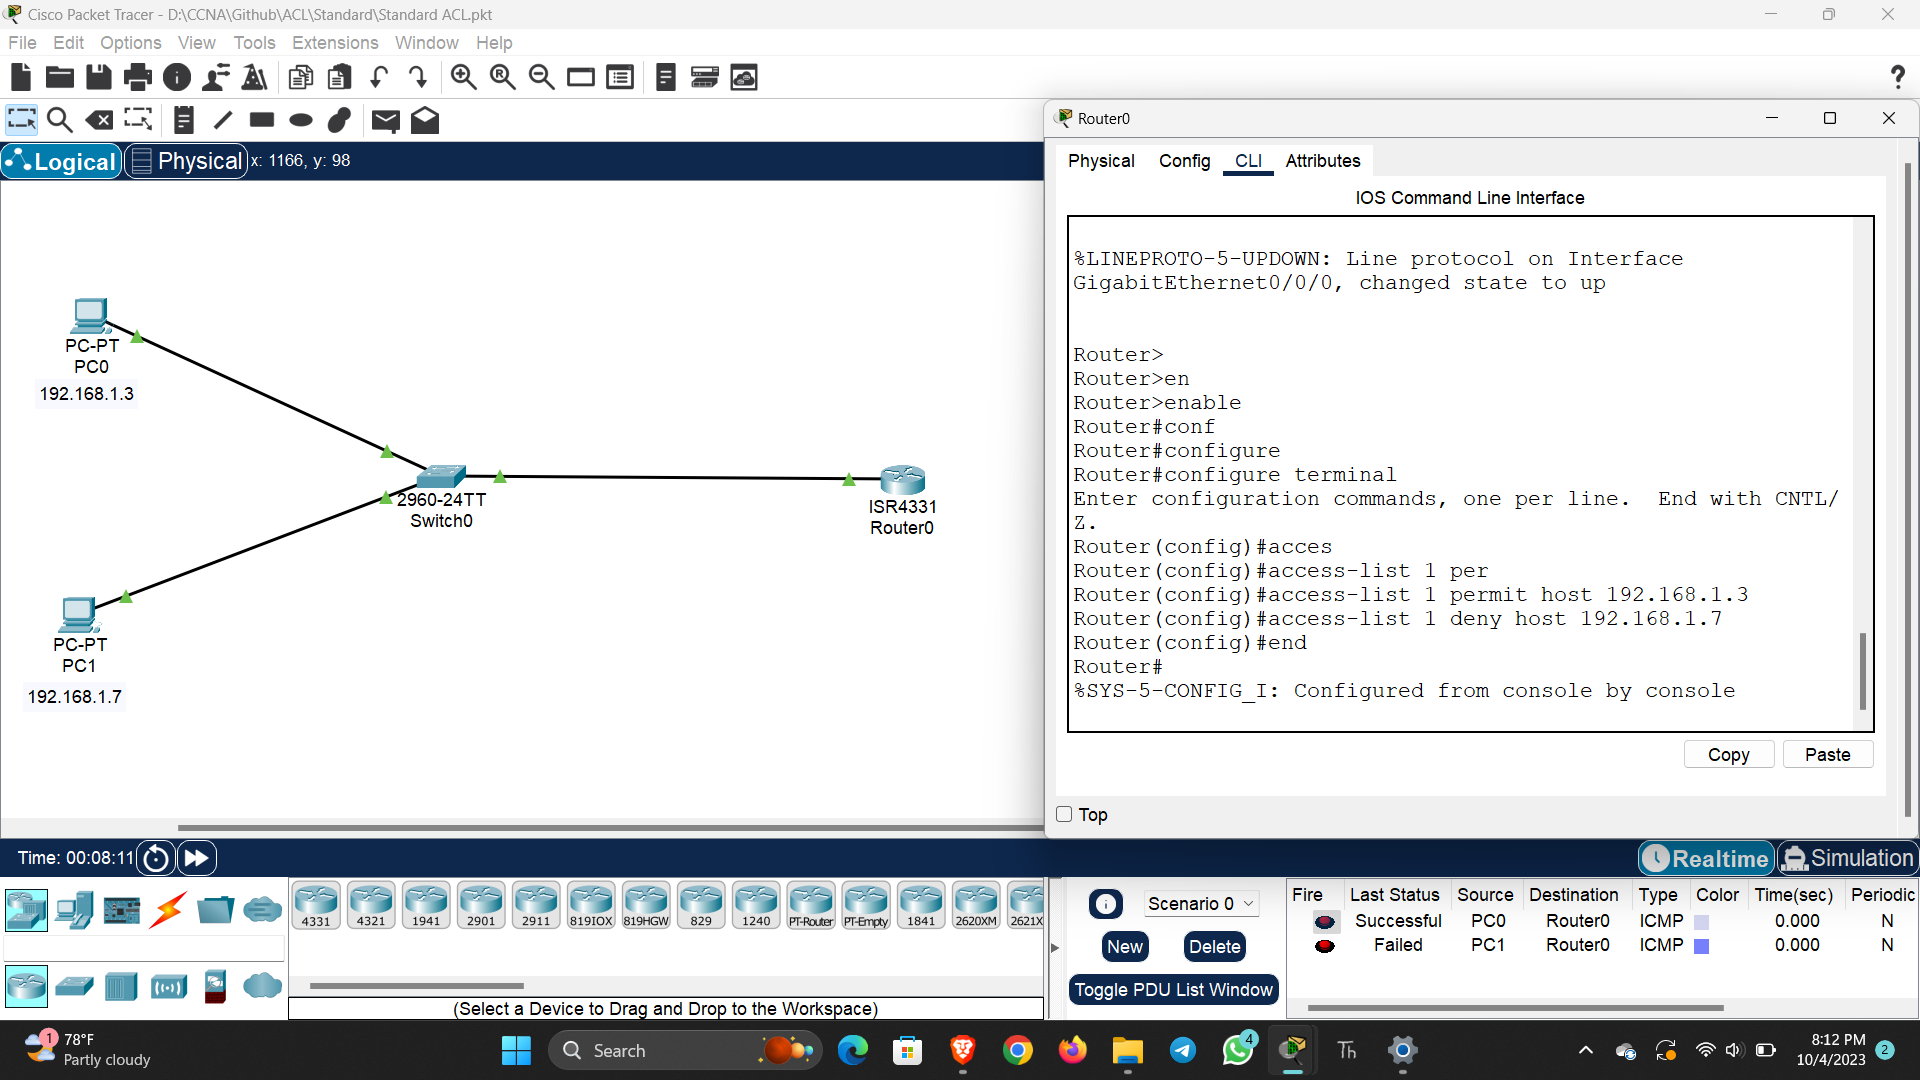 Cisco Packet Tracer - D:\CCNA\Github\ACL\Standard\Standard ACL.pkt
File Edit Options View Tools Extensions Window Help
?
Logical Physical x: 1166, y: 98
PC-PT
PC0
192.168.1.3
2960-24TT
Switch0
ISR4331
Router0
PC-PT
PC1
192.168.1.7
Router0
Physical Config CLI Attributes
IOS Command Line Interface
%LINEPROTO-5-UPDOWN: Line protocol on Interface
GigabitEthernet0/0/0, changed state to up
Router>
Router>en
Router>enable
Router#conf
Router#configure
Router#configure terminal
Enter configuration commands, one per line.  End with CNTL/
Z.
Router(config)#acces
Router(config)#access-list 1 per
Router(config)#access-list 1 permit host 192.168.1.3
Router(config)#access-list 1 deny host 192.168.1.7
Router(config)#end
Router#
%SYS-5-CONFIG_I: Configured from console by console
Copy Paste
Top
Time: 00:08:11
Realtime Simulation
4331 4321 1941 2901 2911 819IOX 819HGW 829 1240 PT-Router PT-Empty 1841 2620XM 2621X
(Select a Device to Drag and Drop to the Workspace)
Scenario 0
New Delete
Toggle PDU List Window
Fire Last Status Source Destination Type Color Time(sec) Periodic
Successful PC0 Router0 ICMP 0.000 N
Failed PC1 Router0 ICMP 0.000 N
1
78°F
Partly cloudy
Search
4
Th
8:12 PM
10/4/2023
2